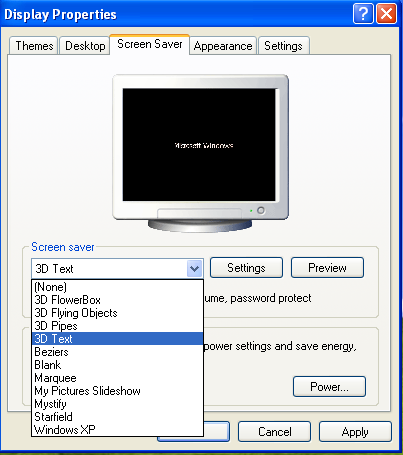 Display Properties
Themes Desktop Screen Saver Appearance Settings
Microsoft Windows
Screen saver
3D Text Settings Preview
(None)
3D FlowerBox
ume, password protect
3D Flying Objects
3D Pipes
3D Text
power settings and save energy,
Beziers
Blank
Marquee
My Pictures Slideshow
Power...
Mystify
Starfield
Windows XP
Cancel Apply